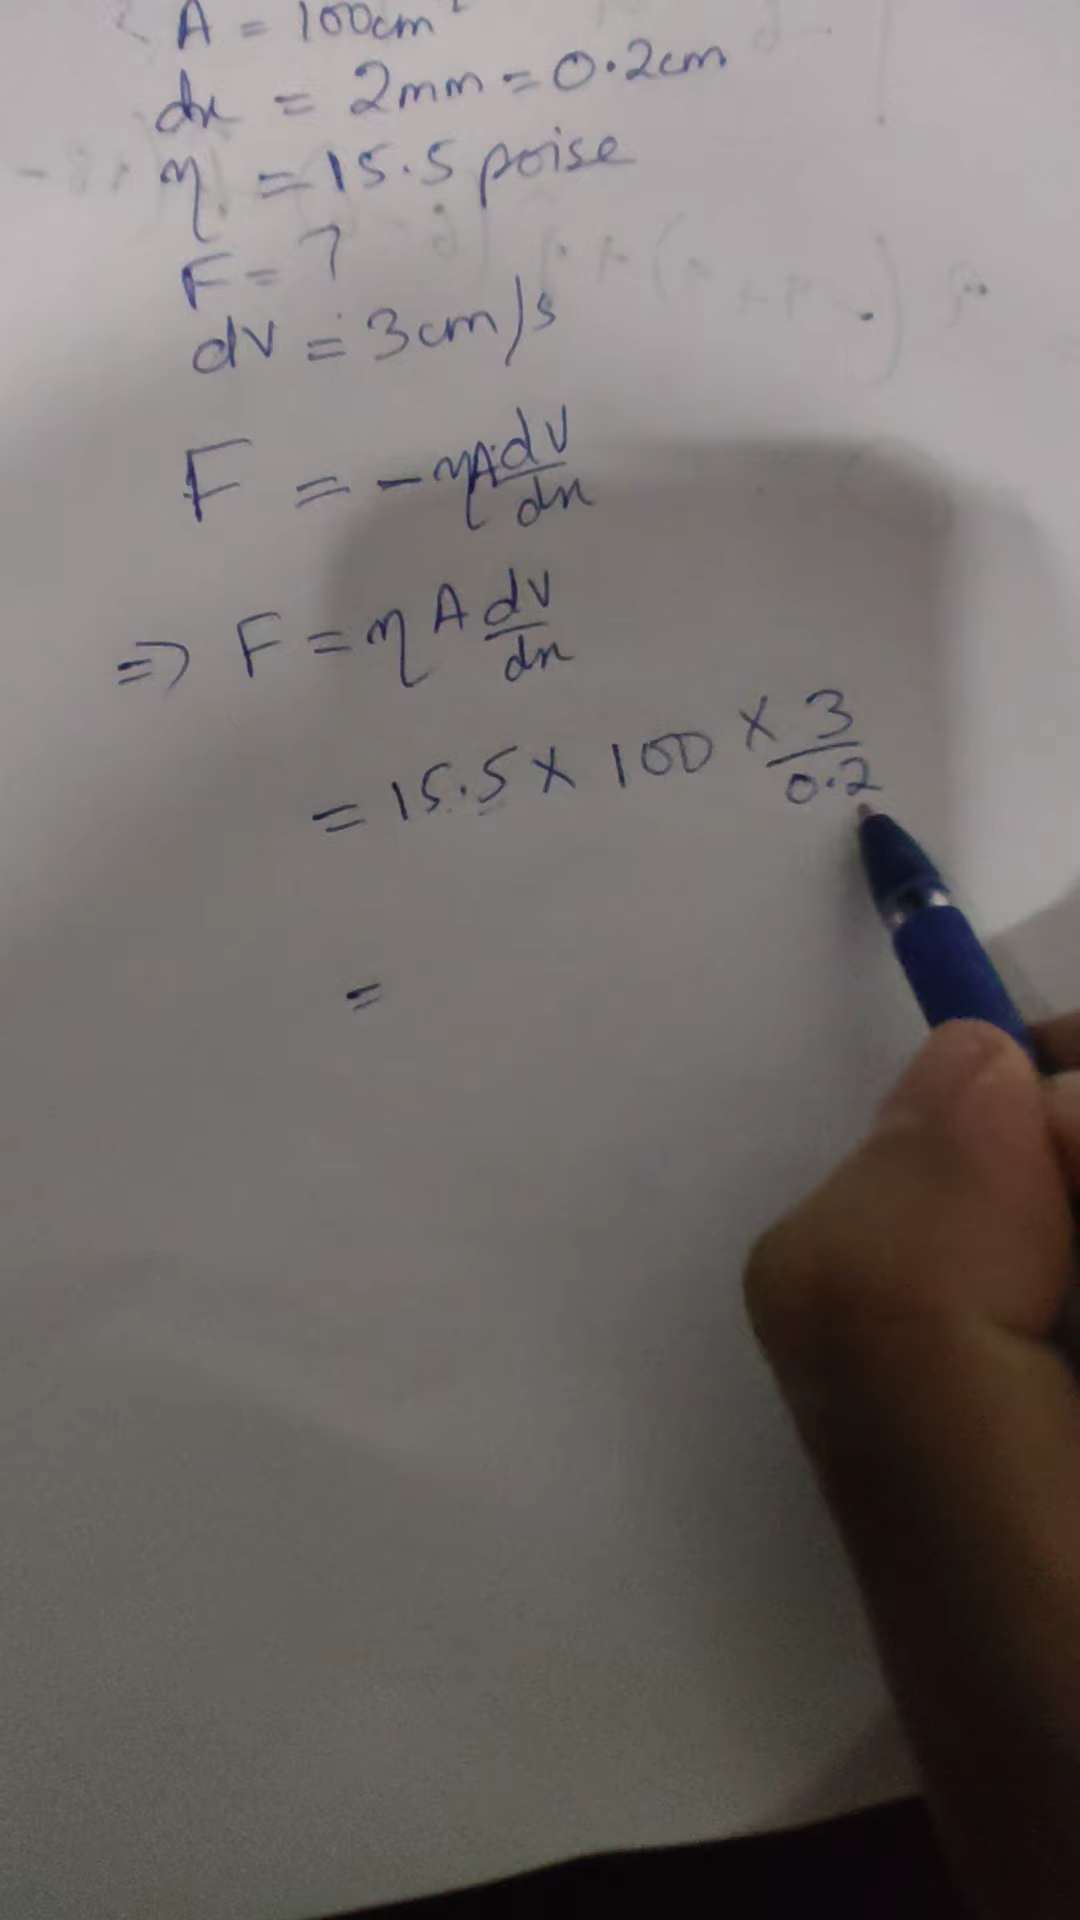 A = 100cm²
dx = 2mm = 0.2cm
η = 15.5 poise
F = ?
dv = 3cm/s
F = -ηA dv/dx
=> F = η A dv/dx
= 15.5 × 100 × 3/0.2
=